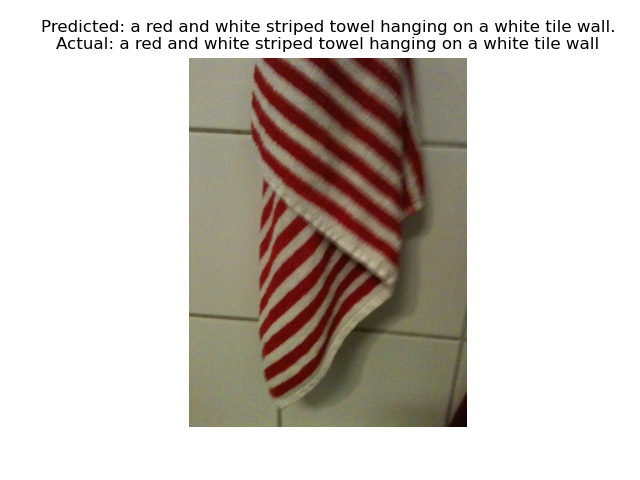 Predicted: a red and white striped towel hanging on a white tile wall.
Actual: a red and white striped towel hanging on a white tile wall